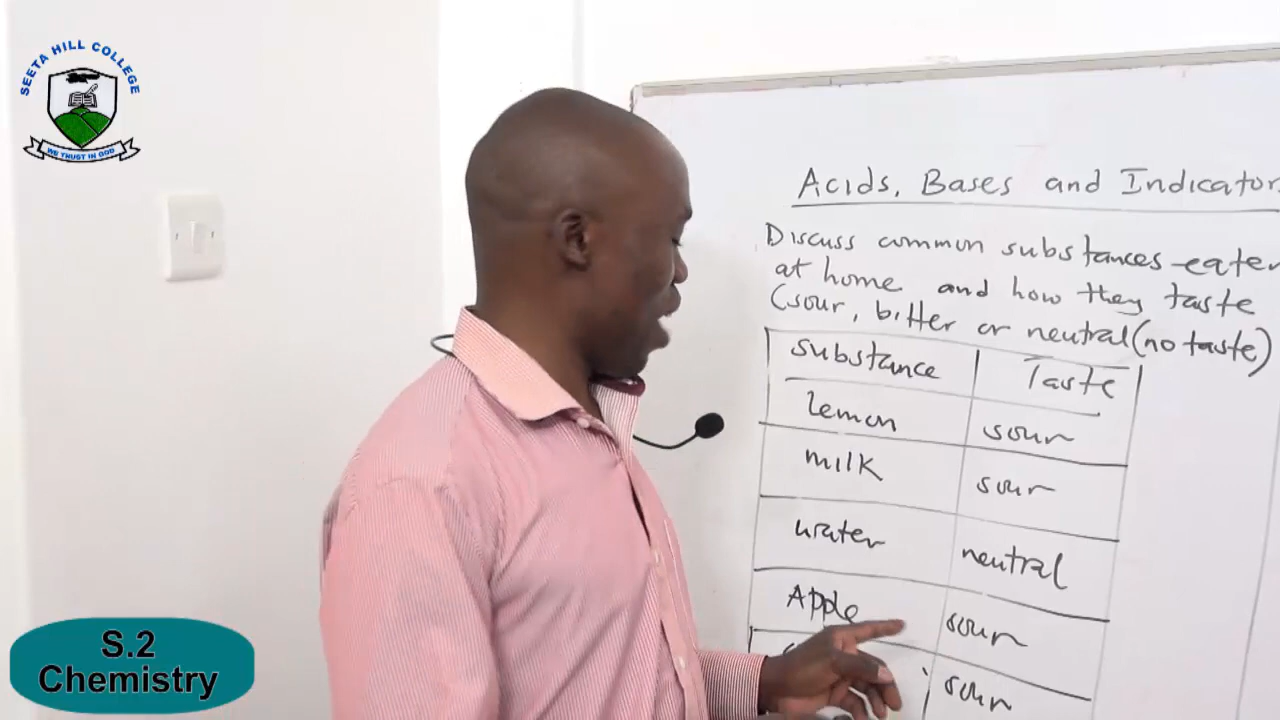 SEETA HILL COLLEGE
WE TRUST IN GOD
Acids, Bases and Indicator
Discuss common substances eaten
at home and how they taste
(sour, bitter or neutral (no taste)
substance Taste
lemon sour
milk sour
water neutral
Apple sour
sour
S.2
Chemistry